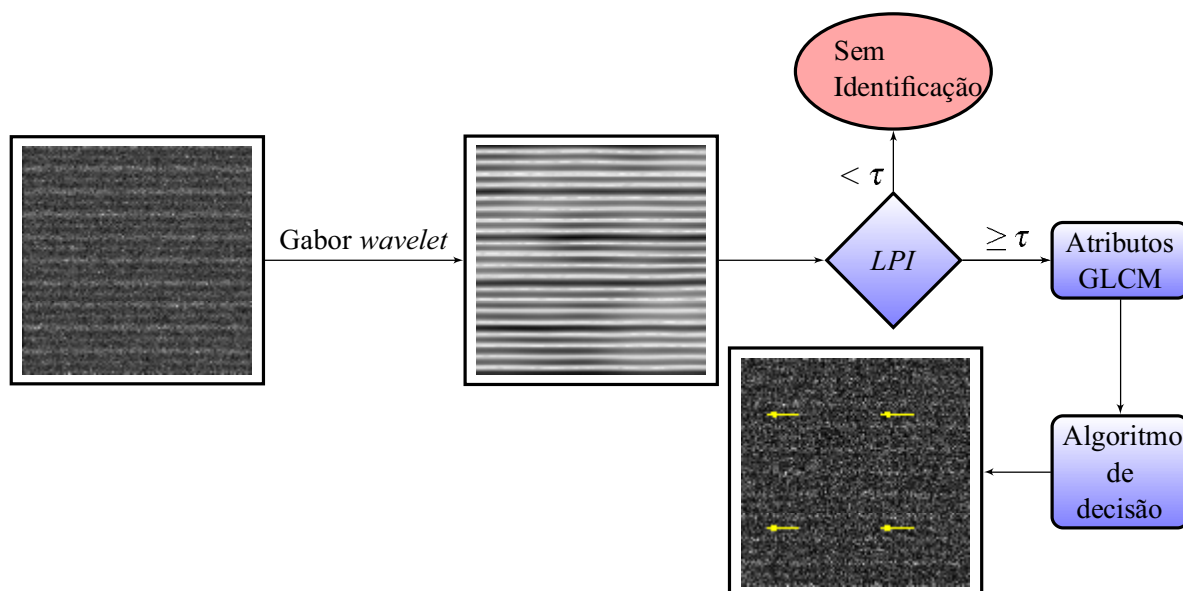 Sem
Identificação
< τ
Gabor wavelet
LPI
≥ τ
Atributos
GLCM
Algoritmo
de
decisão